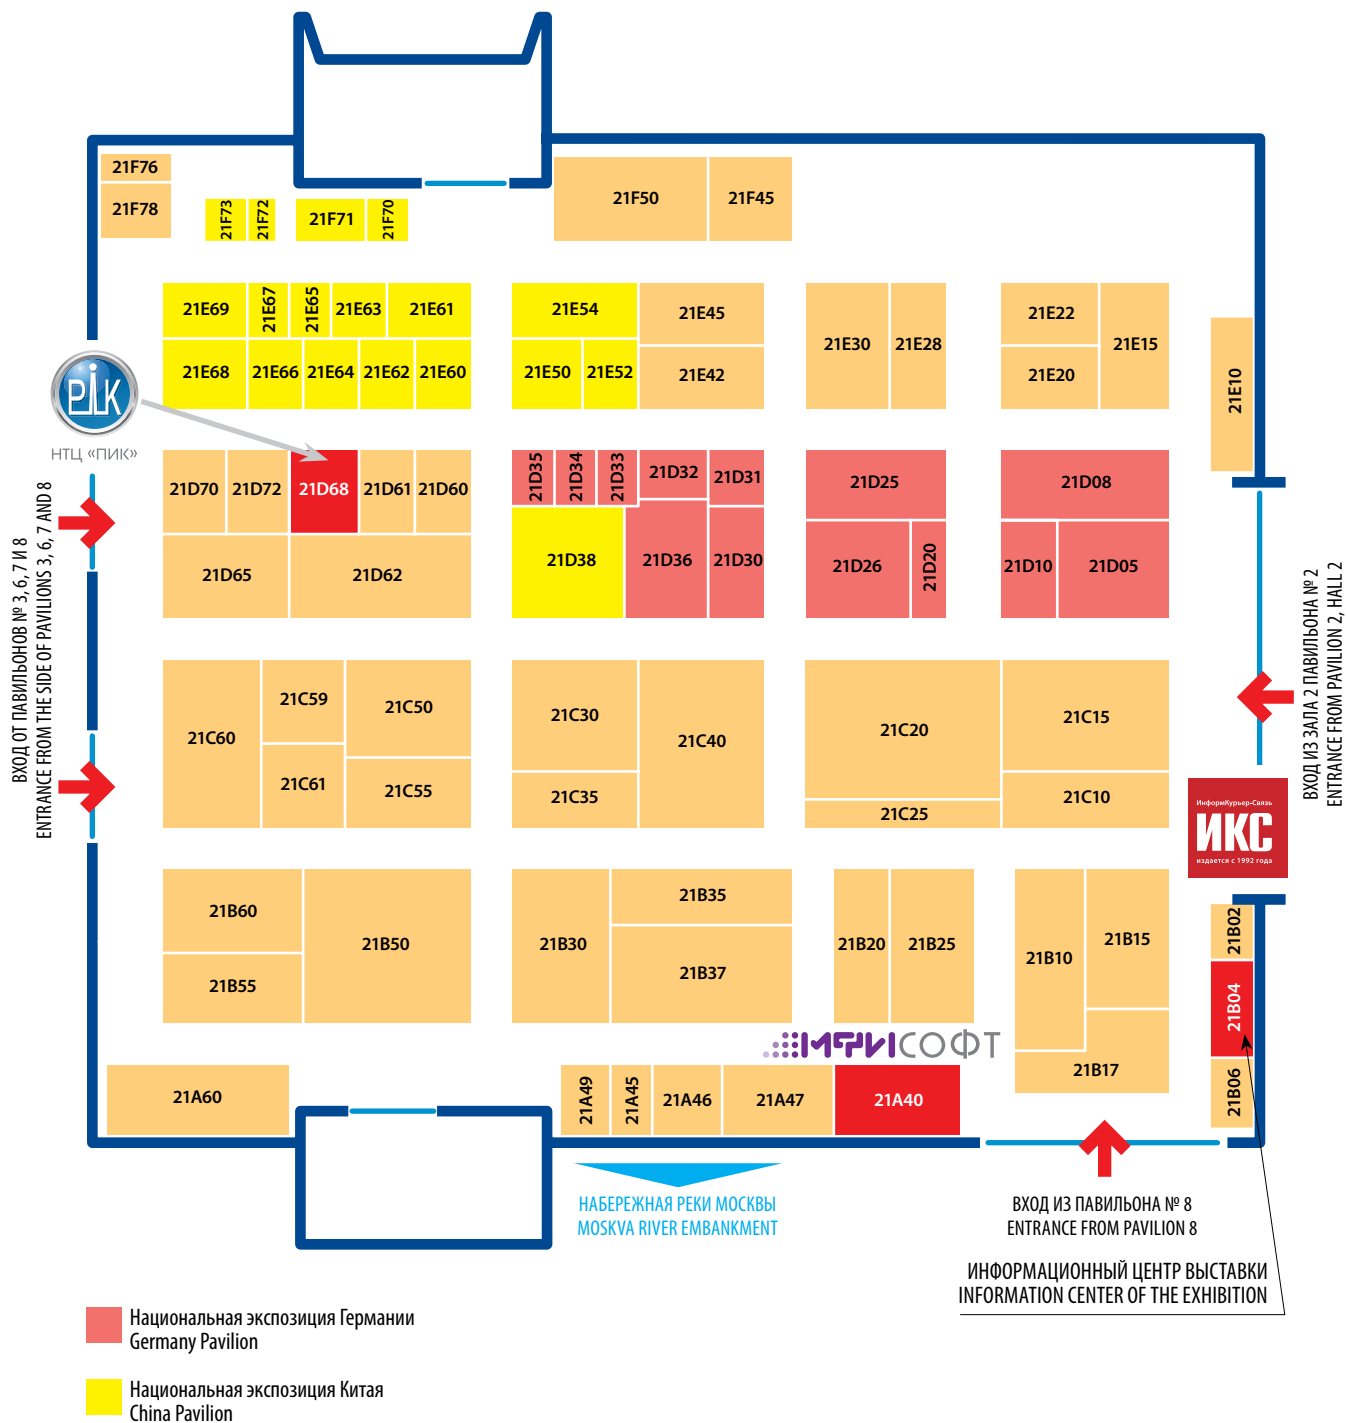 21F76
21F78
21F73
21F72
21F71
21F70
21F50
21F45
21E69
21E67
21E65
21E63
21E61
21E68
21E66
21E64
21E62
21E60
21E54
21E50
21E52
21E45
21E42
21E30
21E28
21E22
21E20
21E15
21E10
PiK
НТЦ «ПИК»
21D70
21D72
21D68
21D61
21D60
21D65
21D62
21D35
21D34
21D33
21D32
21D31
21D38
21D36
21D30
21D25
21D26
21D20
21D08
21D10
21D05
ВХОД ОТ ПАВИЛЬОНОВ № 3, 6, 7 И 8
ENTRANCE FROM THE SIDE OF PAVILIONS 3, 6, 7 AND 8
ВХОД ИЗ ЗАЛА 2 ПАВИЛЬОНА № 2
ENTRANCE FROM PAVILION 2, HALL 2
21C60
21C59
21C61
21C50
21C55
21C30
21C35
21C40
21C20
21C25
21C15
21C10
ИнформКурьер-Связь
ИКС
издается с 1992 года
21B60
21B55
21B50
21B30
21B35
21B37
21B20
21B25
21B10
21B15
21B17
21B02
21B04
21B06
МФИСОФТ
21A60
21A49
21A45
21A46
21A47
21A40
НАБЕРЕЖНАЯ РЕКИ МОСКВЫ
MOSKVA RIVER EMBANKMENT
ВХОД ИЗ ПАВИЛЬОНА № 8
ENTRANCE FROM PAVILION 8
ИНФОРМАЦИОННЫЙ ЦЕНТР ВЫСТАВКИ
INFORMATION CENTER OF THE EXHIBITION
Национальная экспозиция Германии
Germany Pavilion
Национальная экспозиция Китая
China Pavilion